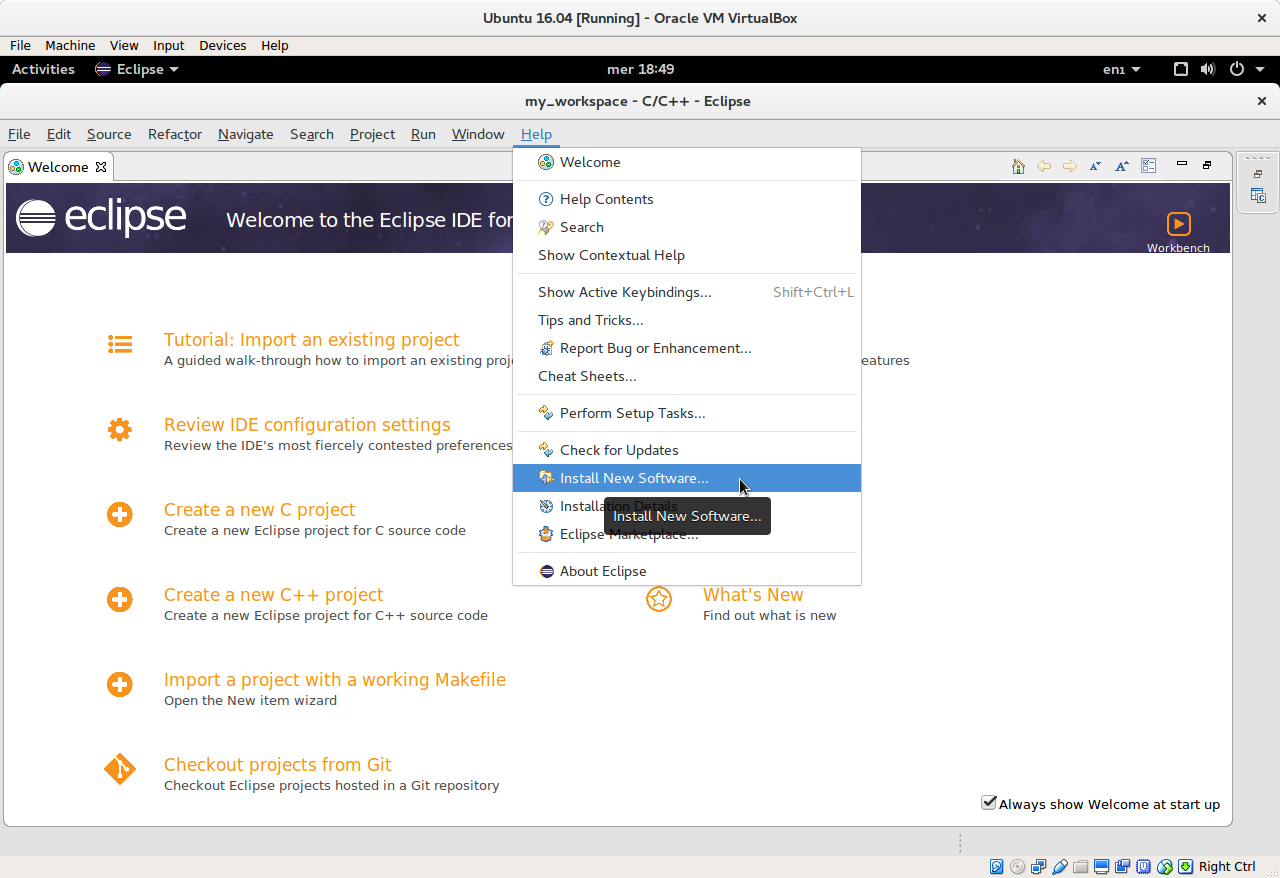 Ubuntu 16.04 [Running] - Oracle VM VirtualBox
File Machine View Input Devices Help
Activities Eclipse mer 18:49 en1
my_workspace - C/C++ - Eclipse
File Edit Source Refactor Navigate Search Project Run Window Help
Welcome
eclipse Welcome to the Eclipse IDE for
Workbench
Welcome
Help Contents
Search
Show Contextual Help
Show Active Keybindings... Shift+Ctrl+L
Tips and Tricks...
Report Bug or Enhancement...
Cheat Sheets...
Perform Setup Tasks...
Check for Updates
Install New Software...
Installation Details
Install New Software...
Eclipse Marketplace...
About Eclipse
Tutorial: Import an existing project
A guided walk-through how to import an existing proj
eatures
Review IDE configuration settings
Review the IDE's most fiercely contested preferences
Create a new C project
Create a new Eclipse project for C source code
Create a new C++ project
Create a new Eclipse project for C++ source code
What's New
Find out what is new
Import a project with a working Makefile
Open the New item wizard
Checkout projects from Git
Checkout Eclipse projects hosted in a Git repository
Always show Welcome at start up
Right Ctrl